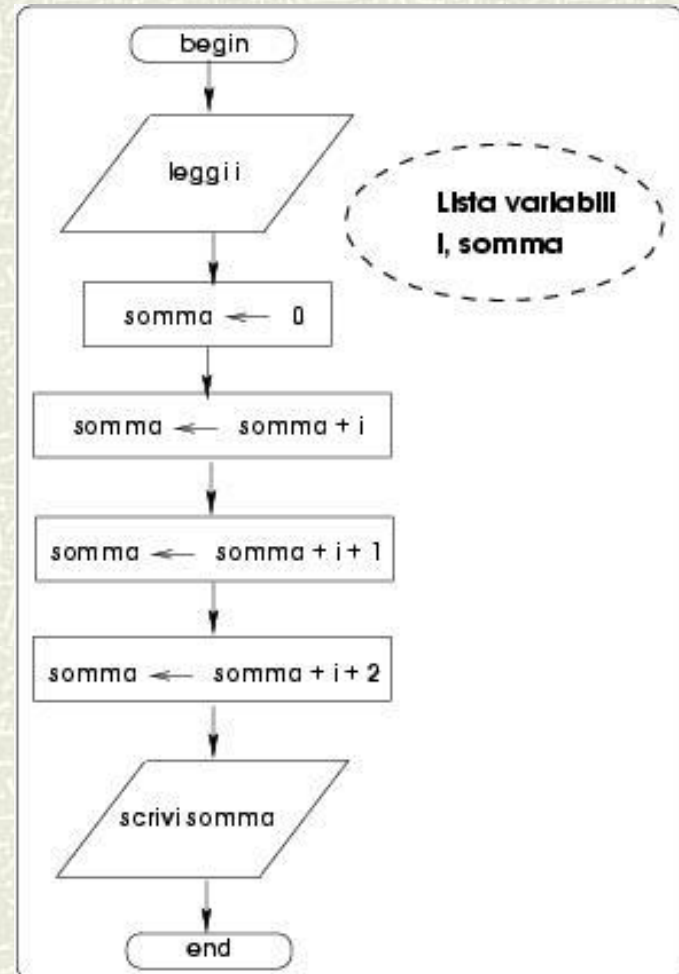 begin
leggi i
Lista variabili
i, somma
somma ← 0
somma ← somma + i
somma ← somma + i + 1
somma ← somma + i + 2
scrivi somma
end